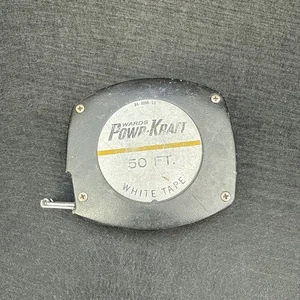 WARDS
POWR-KRAFT
50 FT.
WHITE TAPE